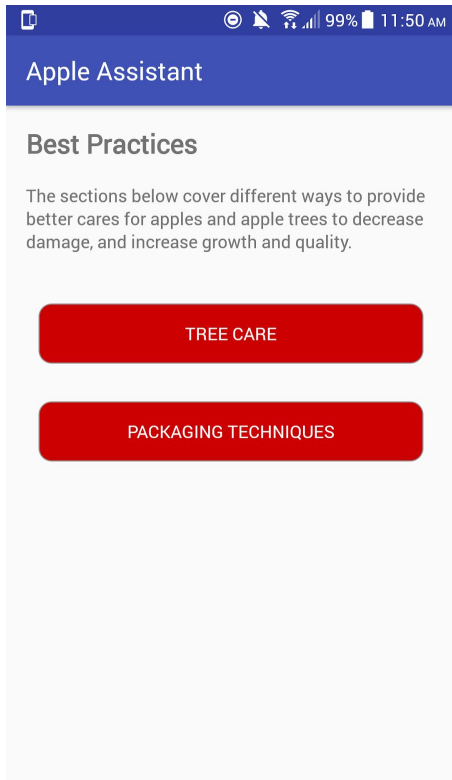 99% 11:50 AM
Apple Assistant
Best Practices
The sections below cover different ways to provide
better cares for apples and apple trees to decrease
damage, and increase growth and quality.
TREE CARE
PACKAGING TECHNIQUES